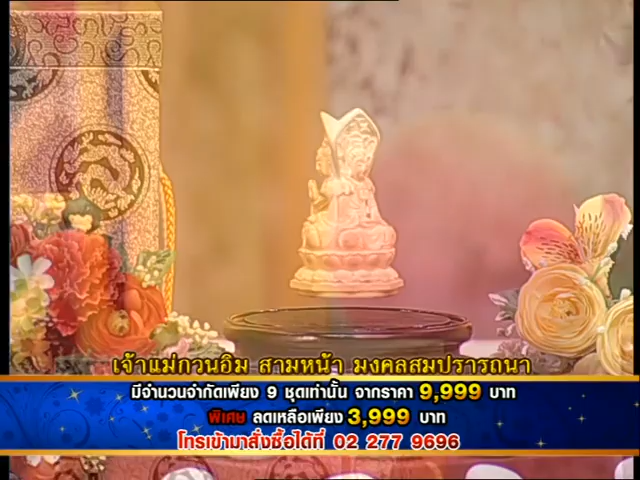 เจ้าแม่กวนอิม สามหน้า มงคลสมปรารถนา
มีจำนวนจำกัดเพียง 9 ชุดเท่านั้น จากราคา 9,999 บาท
พิเศษ ลดเหลือเพียง 3,999 บาท
โทรเข้ามาสั่งซื้อได้ที่ 02 277 9696